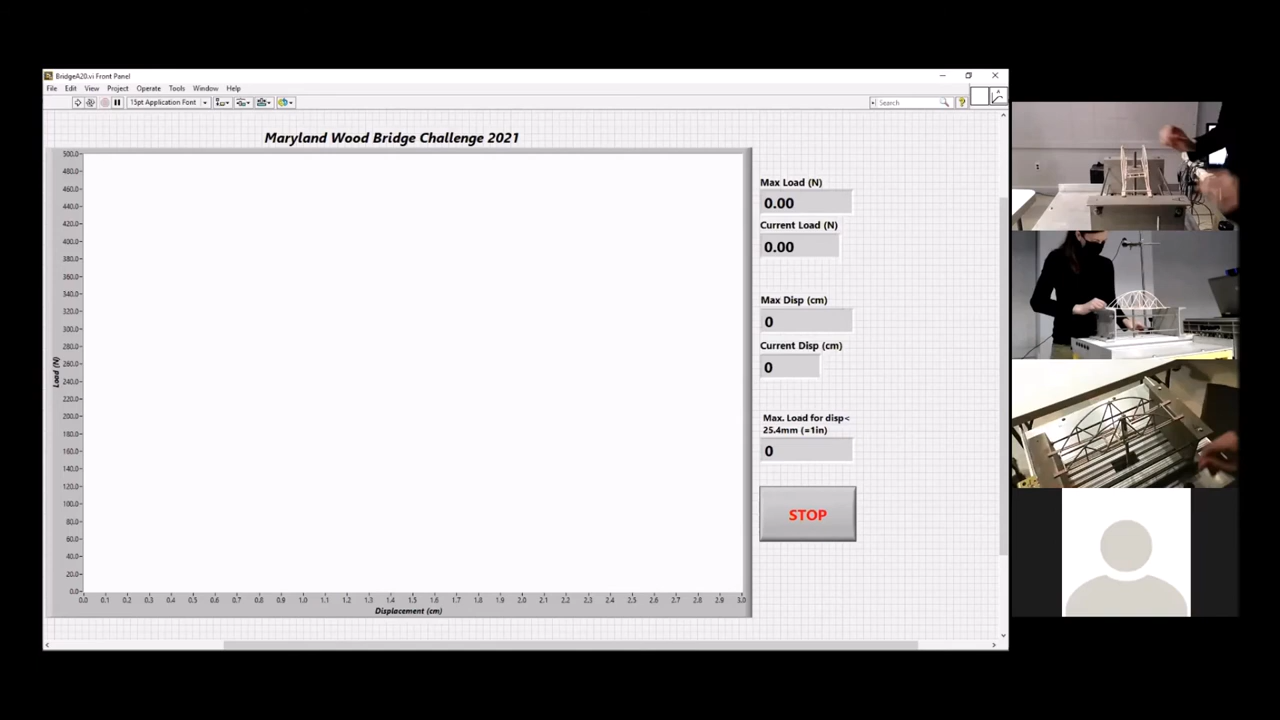 BridgeA20.vi Front Panel
File Edit View Project Operate Tools Window Help
15pt Application Font
Search
Maryland Wood Bridge Challenge 2021
500.0
480.0
460.0
440.0
420.0
400.0
380.0
360.0
340.0
320.0
300.0
280.0
260.0
240.0
220.0
200.0
180.0
160.0
140.0
120.0
100.0
80.0
60.0
40.0
20.0
0.0
Load (N)
0.0 0.1 0.2 0.3 0.4 0.5 0.6 0.7 0.8 0.9 1.0 1.1 1.2 1.3 1.4 1.5 1.6 1.7 1.8 1.9 2.0 2.1 2.2 2.3 2.4 2.5 2.6 2.7 2.8 2.9 3.0
Displacement (cm)
Max Load (N)
0.00
Current Load (N)
0.00
Max Disp (cm)
0
Current Disp (cm)
0
Max. Load for disp<
25.4mm (=1in)
0
STOP